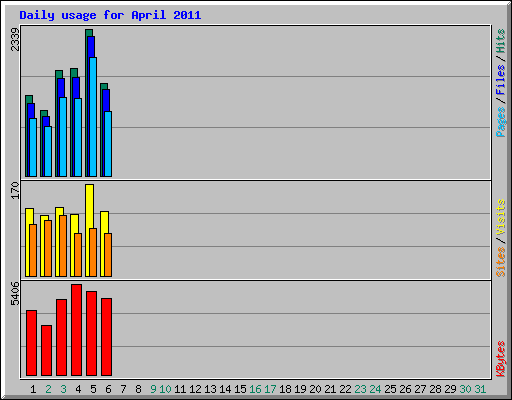 Daily usage for April 2011
2339
Pages / Files / Hits
170
Sites / Visits
5406
KBytes
1 2 3 4 5 6 7 8 9 10 11 12 13 14 15 16 17 18 19 20 21 22 23 24 25 26 27 28 29 30 31